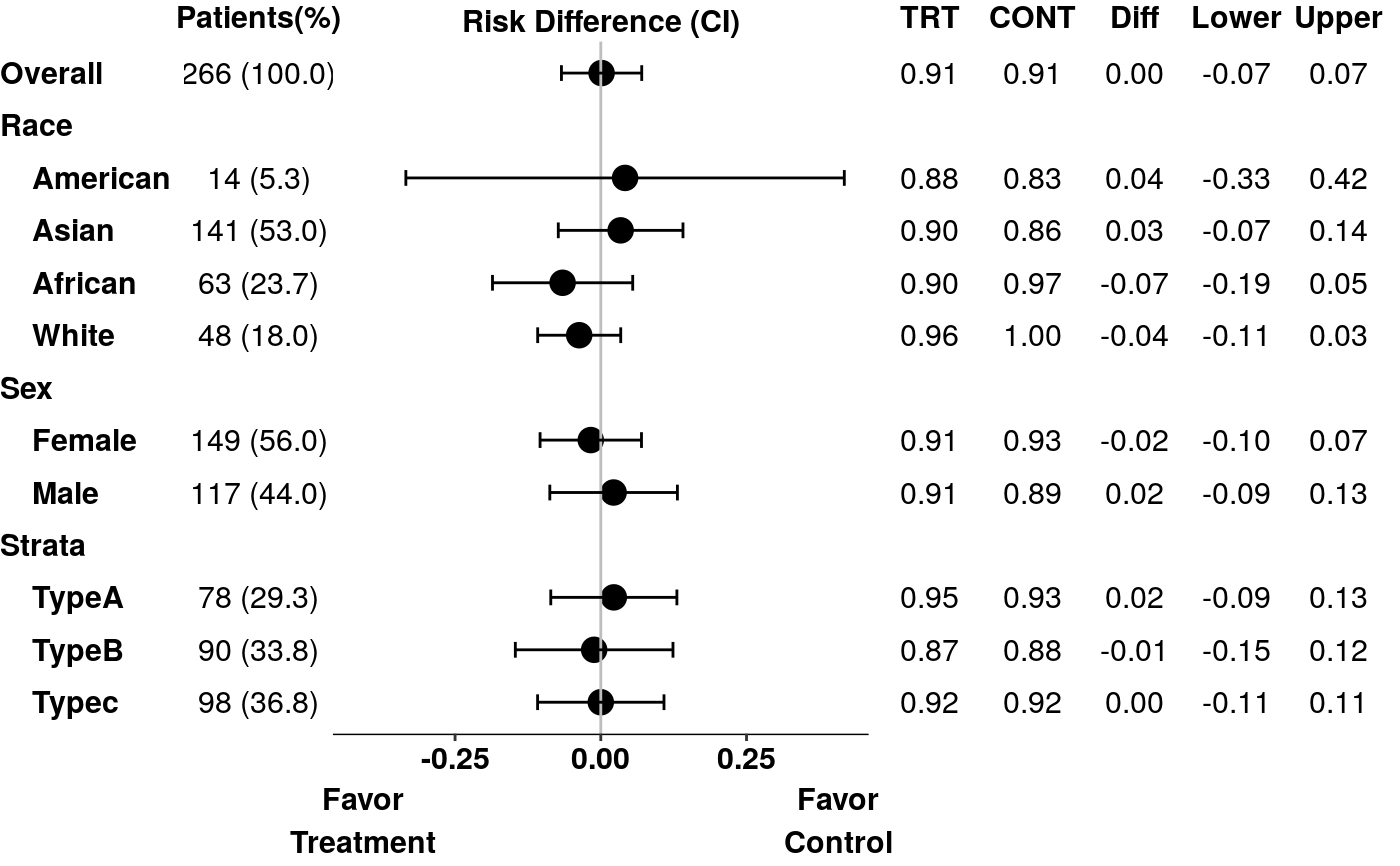 Patients(%) Risk Difference (CI) TRT CONT Diff Lower Upper
Overall 266 (100.0) 0.91 0.91 0.00 -0.07 0.07
Race
American 14 (5.3) 0.88 0.83 0.04 -0.33 0.42
Asian 141 (53.0) 0.90 0.86 0.03 -0.07 0.14
African 63 (23.7) 0.90 0.97 -0.07 -0.19 0.05
White 48 (18.0) 0.96 1.00 -0.04 -0.11 0.03
Sex
Female 149 (56.0) 0.91 0.93 -0.02 -0.10 0.07
Male 117 (44.0) 0.91 0.89 0.02 -0.09 0.13
Strata
TypeA 78 (29.3) 0.95 0.93 0.02 -0.09 0.13
TypeB 90 (33.8) 0.87 0.88 -0.01 -0.15 0.12
Typec 98 (36.8) 0.92 0.92 0.00 -0.11 0.11
-0.25 0.00 0.25
Favor Favor
Treatment Control